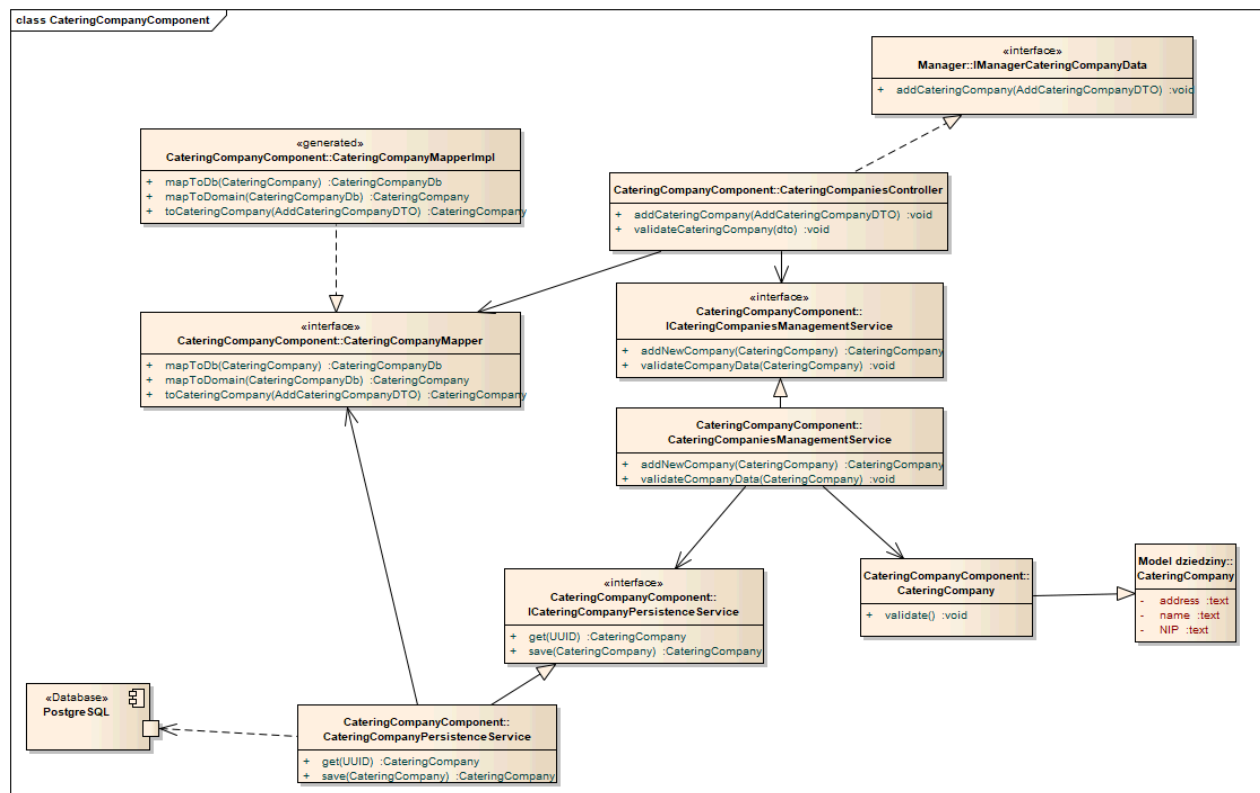 class CateringCompanyComponent
«interface»
Manager::IManagerCateringCompanyData
+ addCateringCompany(AddCateringCompanyDTO) :void
«generated»
CateringCompanyComponent::CateringCompanyMapperImpl
+ mapToDb(CateringCompany) :CateringCompanyDb
+ mapToDomain(CateringCompanyDb) :CateringCompany
+ toCateringCompany(AddCateringCompanyDTO) :CateringCompany
CateringCompanyComponent::CateringCompaniesController
+ addCateringCompany(AddCateringCompanyDTO) :void
+ validateCateringCompany(dto) :void
«interface»
CateringCompanyComponent::CateringCompanyMapper
+ mapToDb(CateringCompany) :CateringCompanyDb
+ mapToDomain(CateringCompanyDb) :CateringCompany
+ toCateringCompany(AddCateringCompanyDTO) :CateringCompany
«interface»
CateringCompanyComponent::
ICateringCompaniesManagementService
+ addNewCompany(CateringCompany) :CateringCompany
+ validateCompanyData(CateringCompany) :void
CateringCompanyComponent::
CateringCompaniesManagementService
+ addNewCompany(CateringCompany) :CateringCompany
+ validateCompanyData(CateringCompany) :void
«interface»
CateringCompanyComponent::
ICateringCompanyPersistenceService
+ get(UUID) :CateringCompany
+ save(CateringCompany) :CateringCompany
CateringCompanyComponent::
CateringCompany
+ validate() :void
Model dziedziny::
CateringCompany
- address :text
- name :text
- NIP :text
«Database»
PostgreSQL
CateringCompanyComponent::
CateringCompanyPersistenceService
+ get(UUID) :CateringCompany
+ save(CateringCompany) :CateringCompany